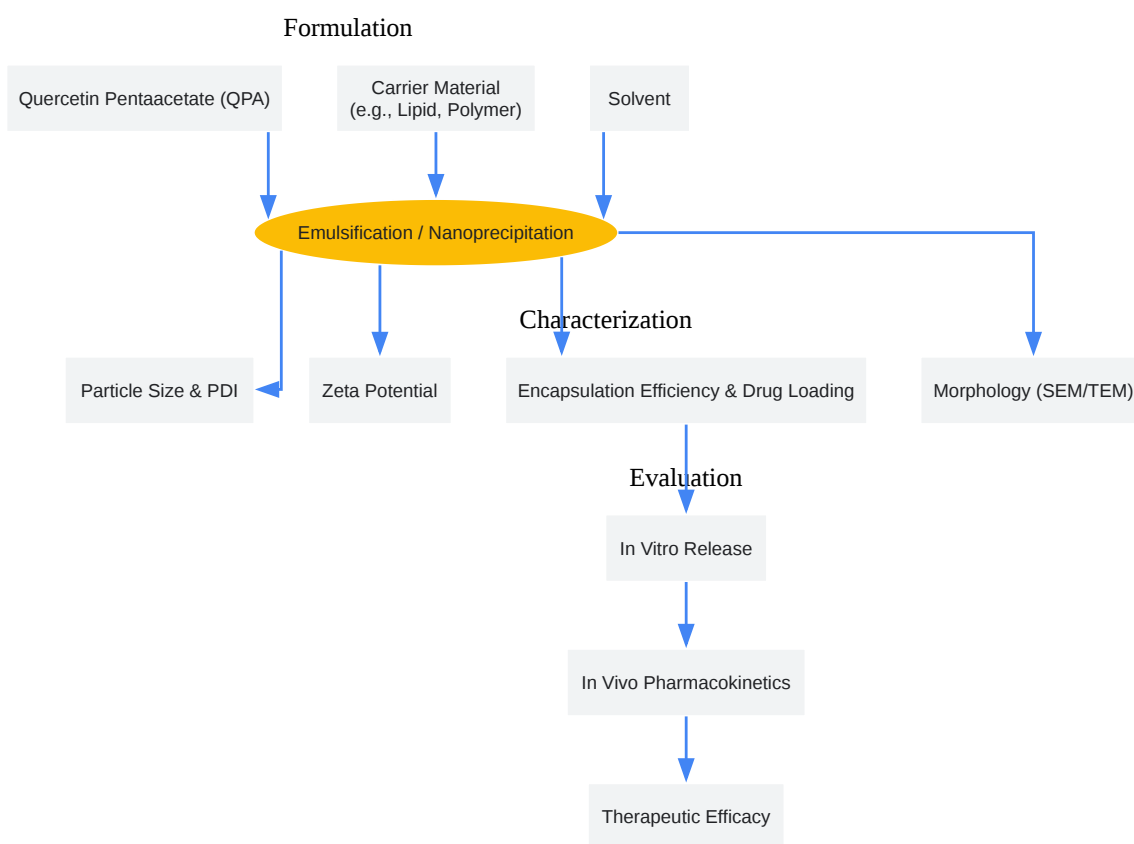 Formulation
Quercetin Pentaacetate (QPA)
Carrier Material
(e.g., Lipid, Polymer)
Solvent
Emulsification / Nanoprecipitation
Characterization
Particle Size & PDI
Zeta Potential
Encapsulation Efficiency & Drug Loading
Morphology (SEM/TEM)
Evaluation
In Vitro Release
In Vivo Pharmacokinetics
Therapeutic Efficacy